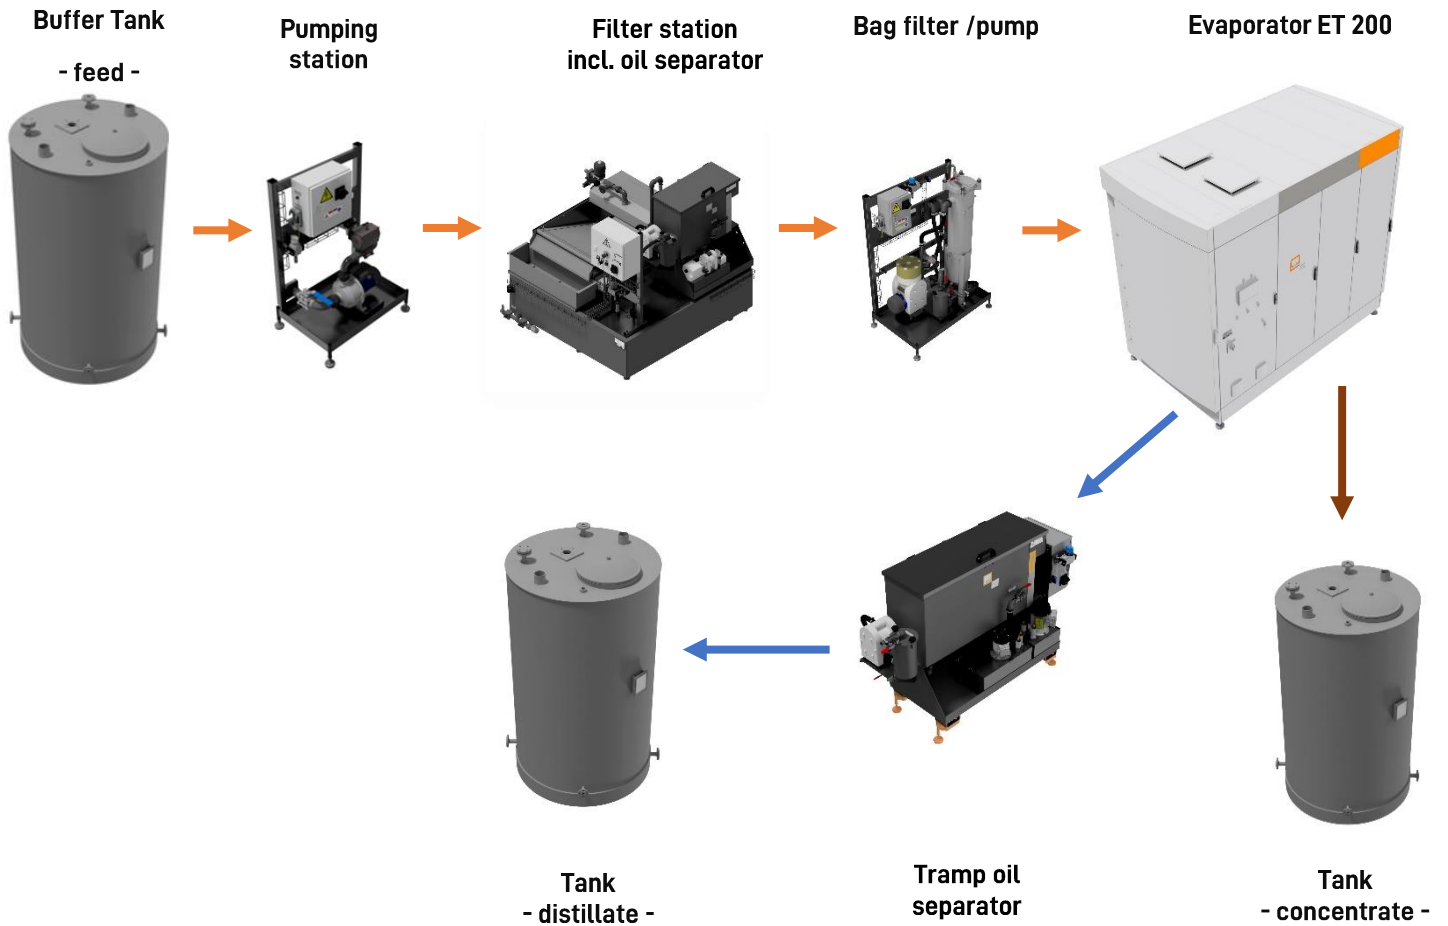 Buffer Tank
- feed -
Pumping
station
Filter station
incl. oil separator
Bag filter /pump
Evaporator ET 200
Tank
- distillate -
Tramp oil
separator
Tank
- concentrate -